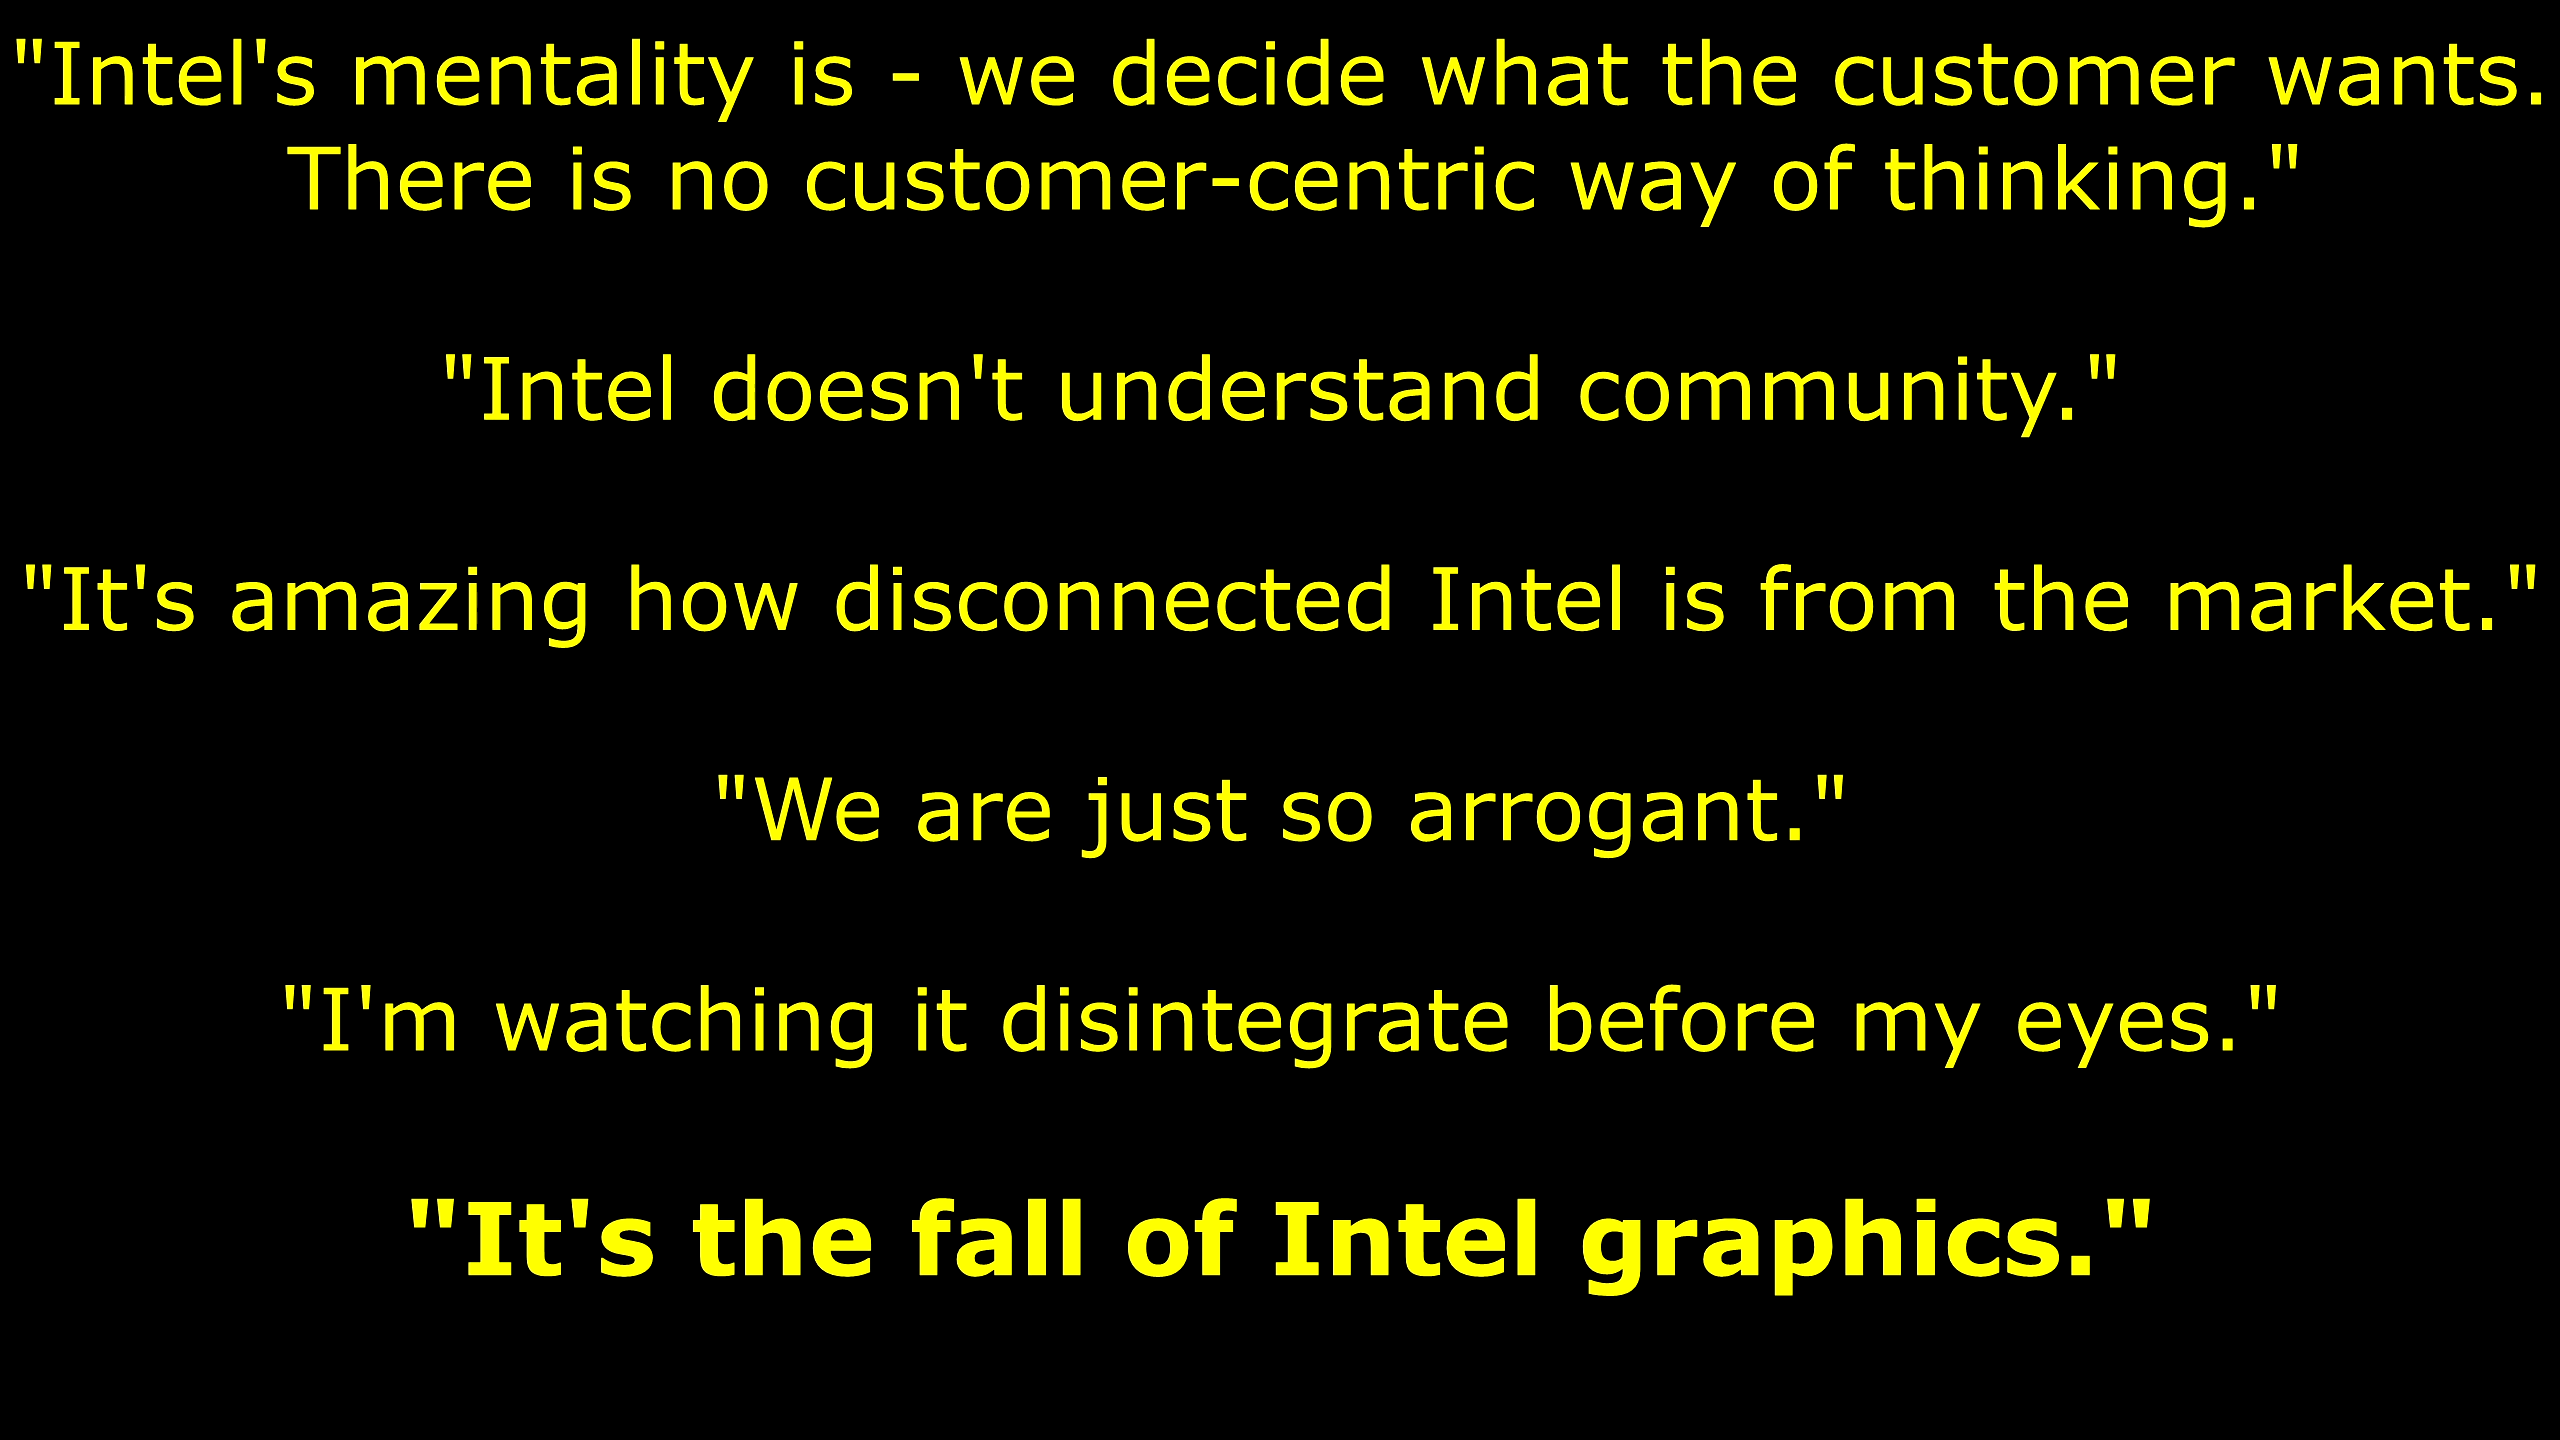 "Intel's mentality is - we decide what the customer wants.
There is no customer-centric way of thinking."
"Intel doesn't understand community."
"It's amazing how disconnected Intel is from the market."
"We are just so arrogant."
"I'm watching it disintegrate before my eyes."
"It's the fall of Intel graphics."